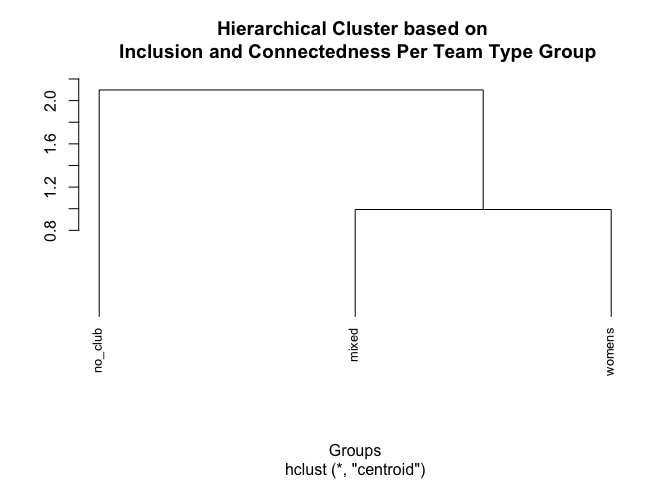 Hierarchical Cluster based on
Inclusion and Connectedness Per Team Type Group
2.0
1.6
1.2
0.8
no_club
mixed
womens
Groups
hclust (*, "centroid")